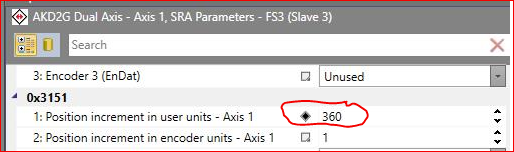 AKD2G Dual Axis - Axis 1, SRA Parameters - FS3 (Slave 3)
Search
3: Encoder 3 (EnDat) Unused
0x3151
1: Position increment in user units - Axis 1 360
2: Position increment in encoder units - Axis 1 1